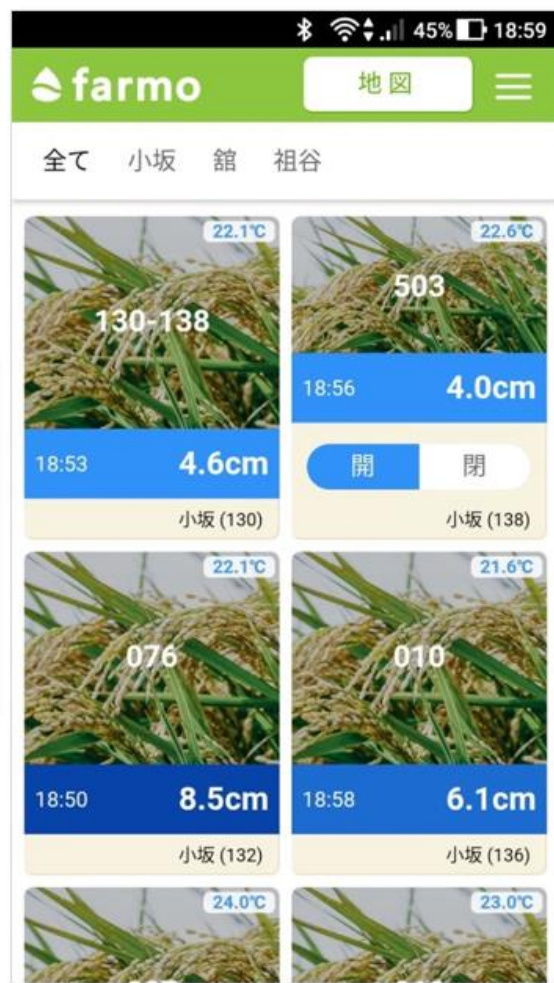 45% 18:59
farmo
地図
全て 小坂 舘 祖谷
22.1℃
130-138
18:53 4.6cm
小坂 (130)
22.6℃
503
18:56 4.0cm
開 閉
小坂 (138)
22.1℃
076
18:50 8.5cm
小坂 (132)
21.6℃
010
18:58 6.1cm
小坂 (136)
24.0℃
23.0℃